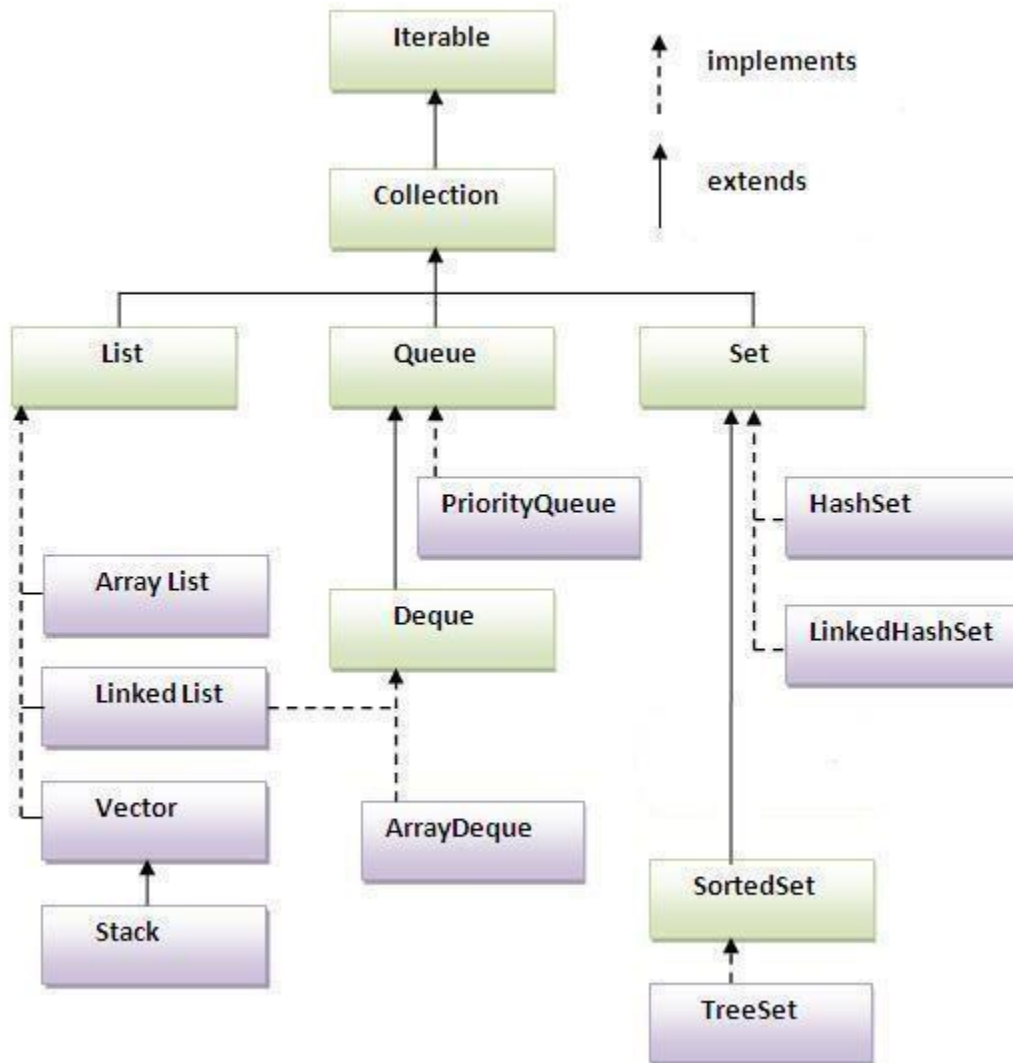 Iterable
implements
Collection
extends
List
Queue
Set
PriorityQueue
HashSet
Array List
Deque
LinkedHashSet
Linked List
Vector
ArrayDeque
SortedSet
Stack
TreeSet